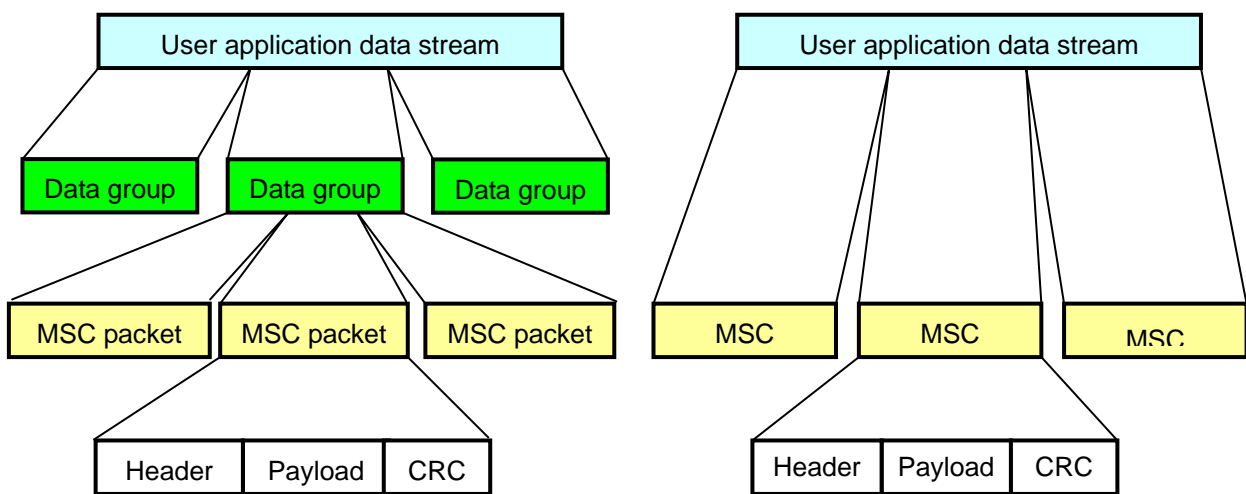 User application data stream
User application data stream
Data group
Data group
Data group
MSC packet
MSC packet
MSC packet
MSC
MSC
MSC
Header
Payload
CRC
Header
Payload
CRC